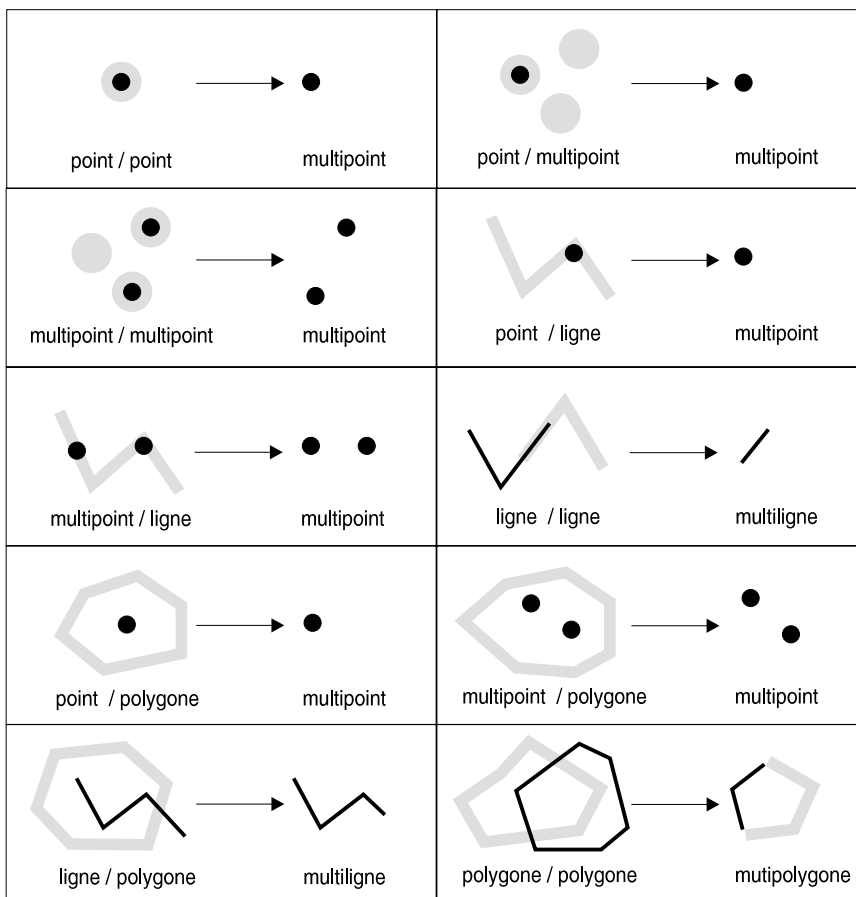 point / point multipoint
point / multipoint multipoint
multipoint / multipoint multipoint
point / ligne multipoint
multipoint / ligne multipoint
ligne / ligne multiligne
point / polygone multipoint
multipoint / polygone multipoint
ligne / polygone multiligne
polygone / polygone mutipolygone